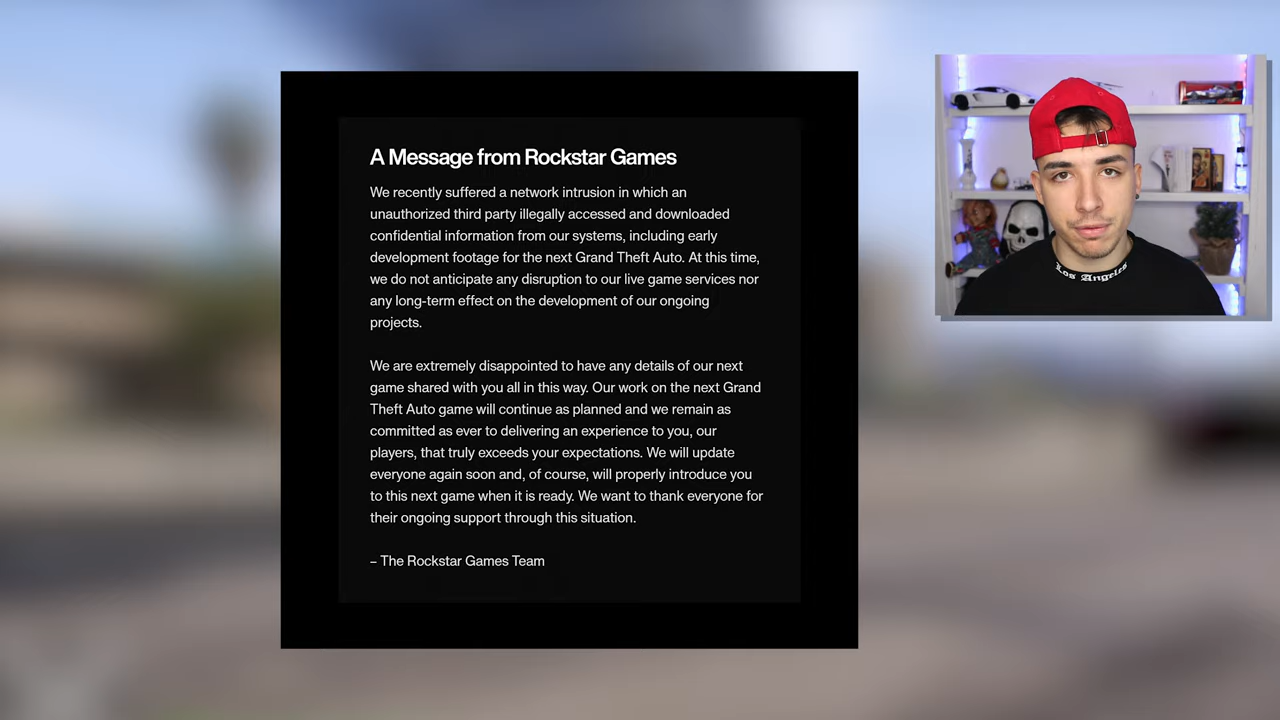 A Message from Rockstar Games
We recently suffered a network intrusion in which an
unauthorized third party illegally accessed and downloaded
confidential information from our systems, including early
development footage for the next Grand Theft Auto. At this time,
we do not anticipate any disruption to our live game services nor
any long-term effect on the development of our ongoing
projects.
We are extremely disappointed to have any details of our next
game shared with you all in this way. Our work on the next Grand
Theft Auto game will continue as planned and we remain as
committed as ever to delivering an experience to you, our
players, that truly exceeds your expectations. We will update
everyone again soon and, of course, will properly introduce you
to this next game when it is ready. We want to thank everyone for
their ongoing support through this situation.
– The Rockstar Games Team
Los Angeles